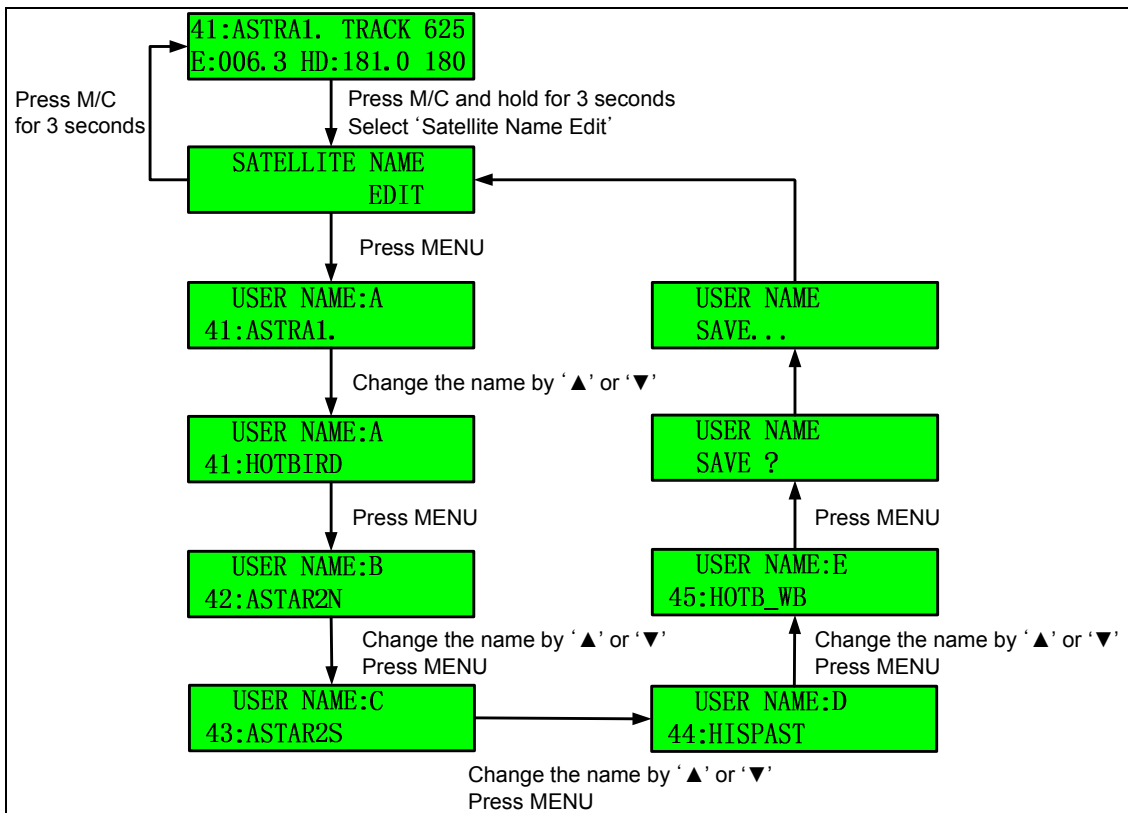 41:ASTRA1. TRACK 625
E:006.3 HD:181.0 180
Press M/C
for 3 seconds
Press M/C and hold for 3 seconds
Select ‘Satellite Name Edit’
SATELLITE NAME
EDIT
Press MENU
USER NAME:A
41:ASTRA1.
Change the name by ‘▲’ or ‘▼’
USER NAME:A
41:HOTBIRD
Press MENU
USER NAME:B
42:ASTAR2N
Change the name by ‘▲’ or ‘▼’
Press MENU
USER NAME:C
43:ASTAR2S
Change the name by ‘▲’ or ‘▼’
Press MENU
USER NAME:D
44:HISPAST
Change the name by ‘▲’ or ‘▼’
Press MENU
USER NAME:E
45:HOTB_WB
Press MENU
USER NAME
SAVE ?
USER NAME
SAVE...